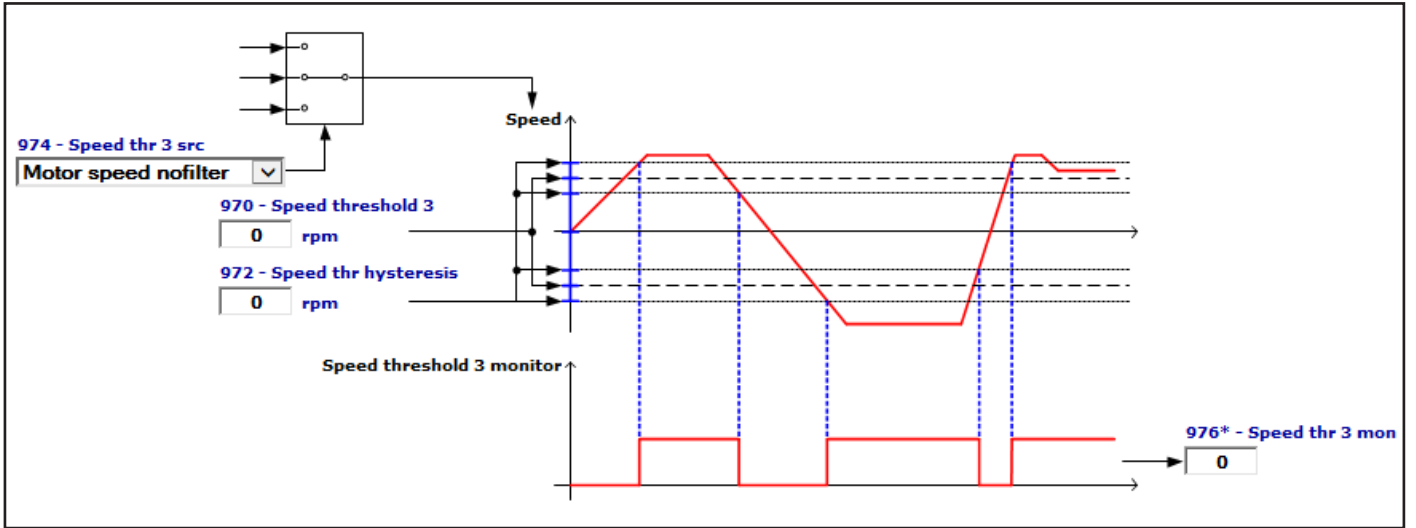 Speed
974 - Speed thr 3 src
Motor speed nofilter
970 - Speed threshold 3
0 rpm
972 - Speed thr hysteresis
0 rpm
Speed threshold 3 monitor
976* - Speed thr 3 mon
0